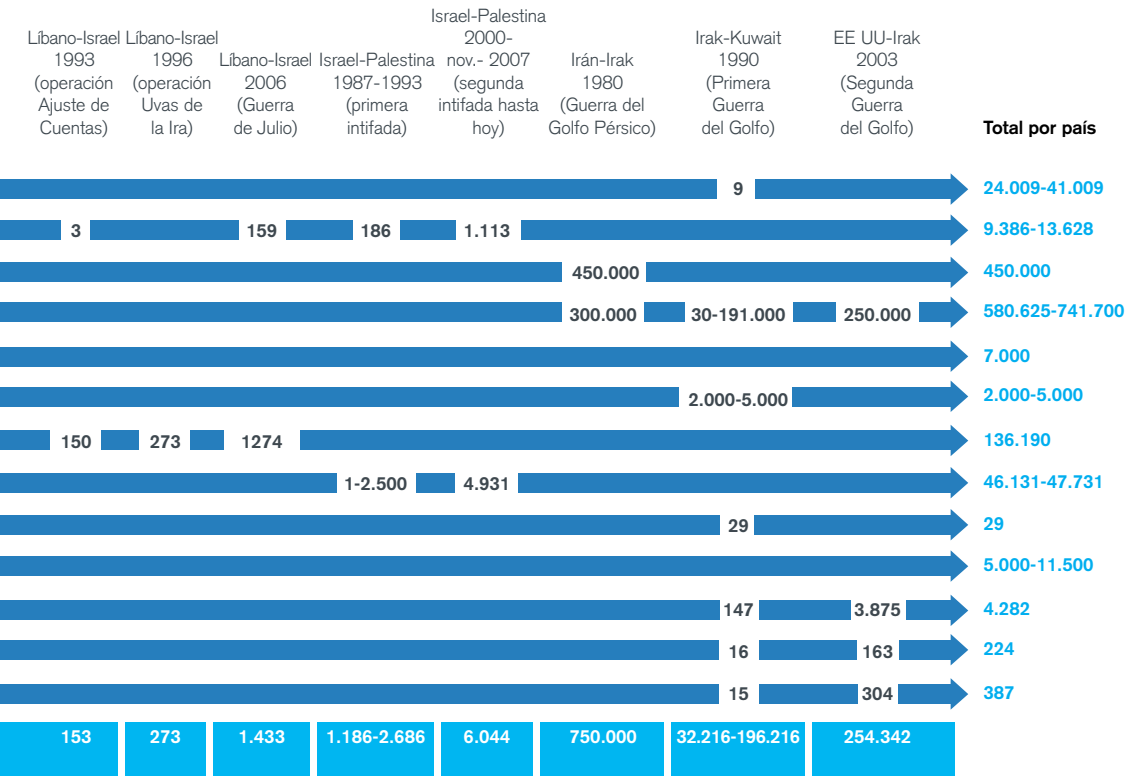 Líbano-Israel
1993
(operación
Ajuste de
Cuentas)
Líbano-Israel
1996
(operación
Uvas de
la Ira)
Líbano-Israel
2006
(Guerra
de Julio)
Israel-Palestina
1987-1993
(primera
intifada)
Israel-Palestina
2000-
nov.- 2007
(segunda
intifada hasta
hoy)
Irán-Irak
1980
(Guerra del
Golfo Pérsico)
Irak-Kuwait
1990
(Primera
Guerra
del Golfo)
EE UU-Irak
2003
(Segunda
Guerra
del Golfo)
Total por país
9 24.009-41.009
3 159 186 1.113 9.386-13.628
450.000 450.000
300.000 30-191.000 250.000 580.625-741.700
7.000
2.000-5.000 2.000-5.000
150 273 1274 136.190
1-2.500 4.931 46.131-47.731
29 29
5.000-11.500
147 3.875 4.282
16 163 224
15 304 387
153 273 1.433 1.186-2.686 6.044 750.000 32.216-196.216 254.342